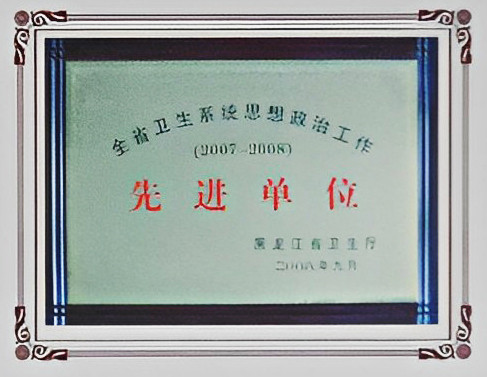 全省卫生系统思想政治工作
(2007-2008)
先进单位
黑龙江省卫生厅
二〇〇八年九月